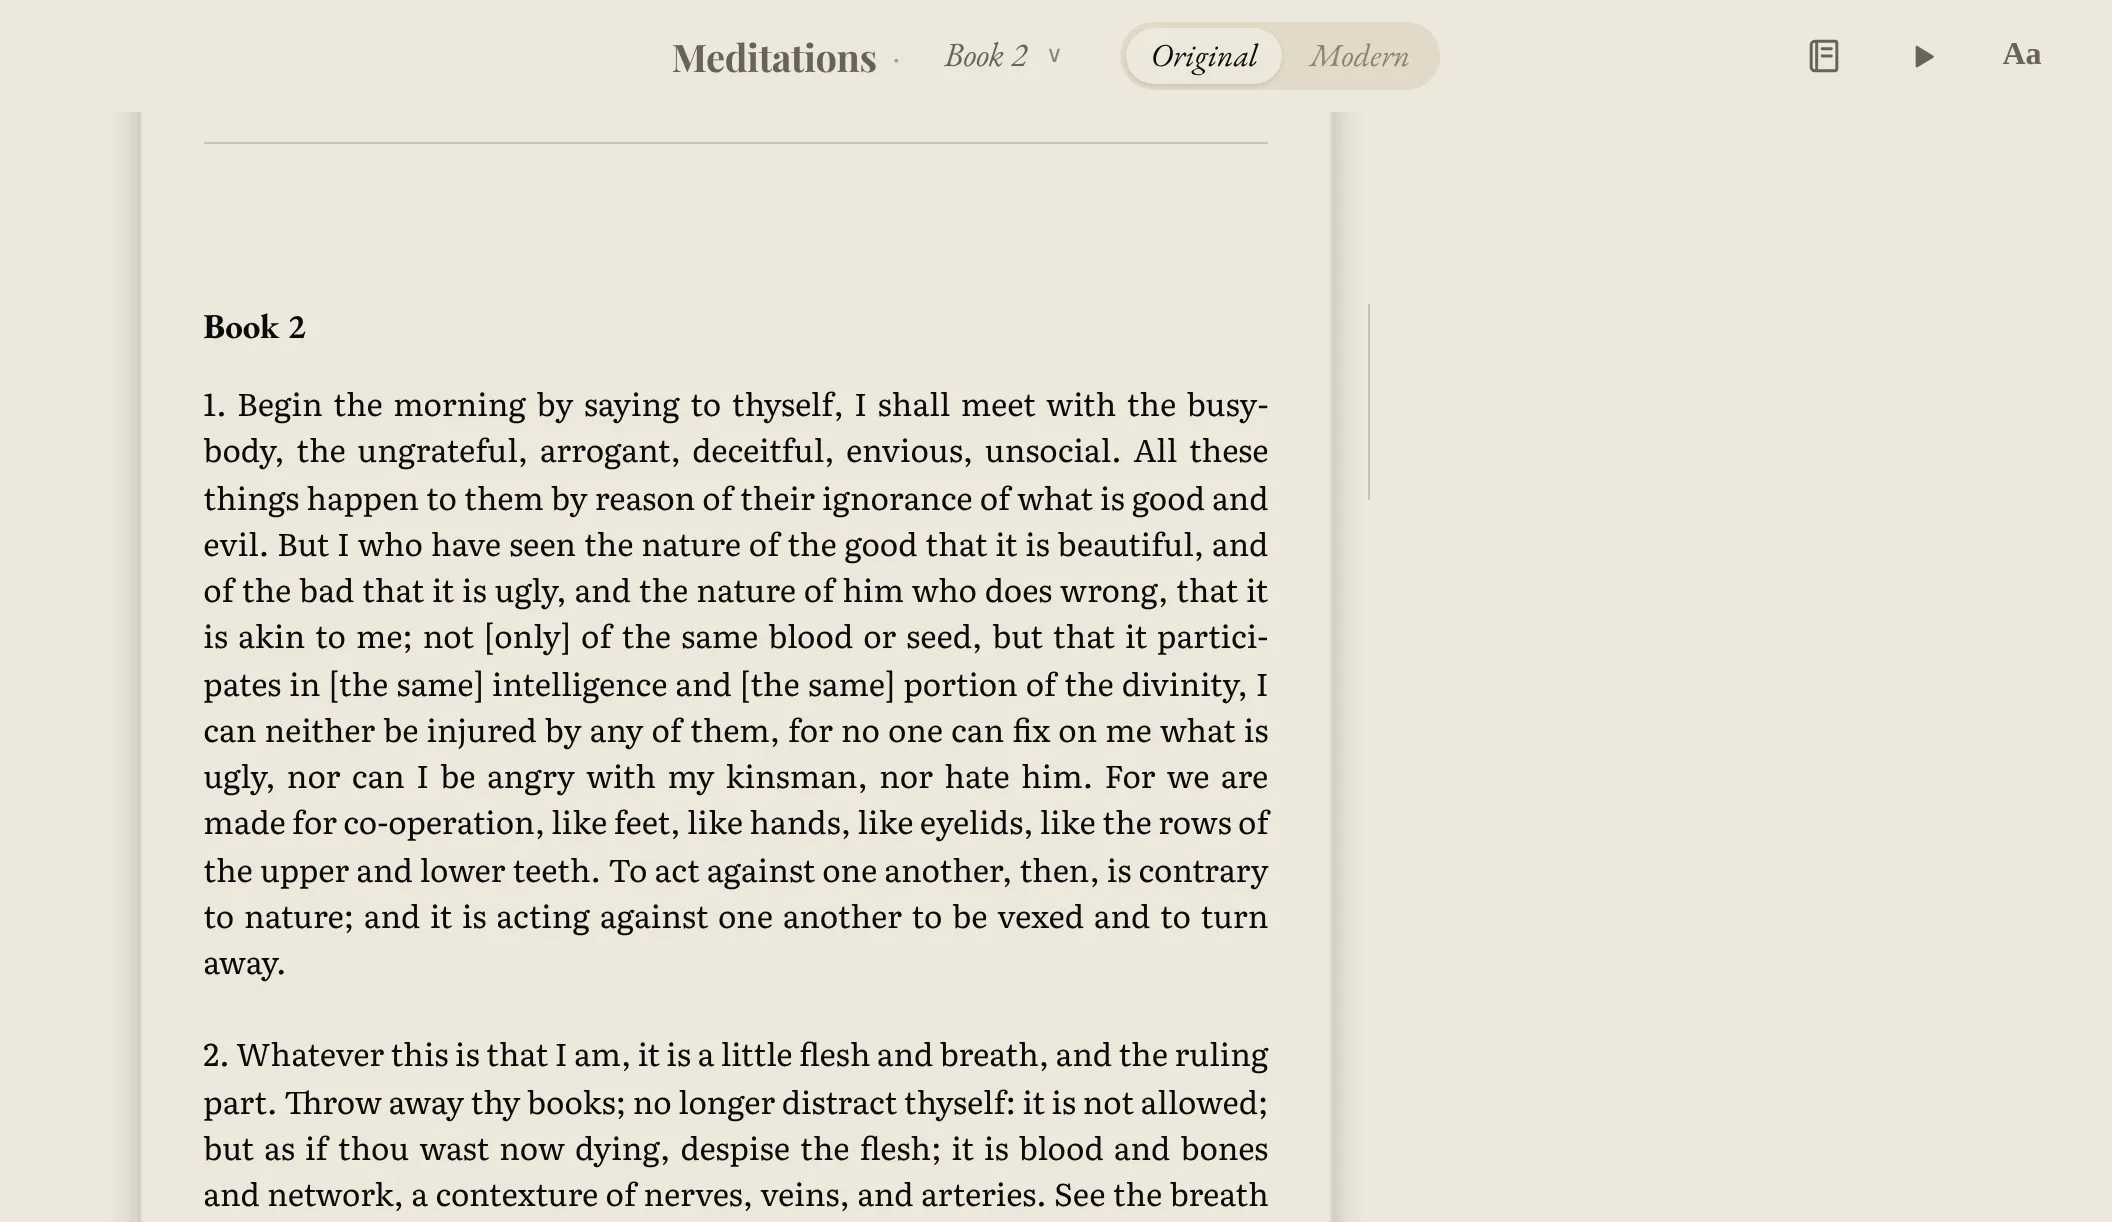 Meditations · Book 2 ∨ Original Modern Aa
Book 2
1. Begin the morning by saying to thyself, I shall meet with the busy-
body, the ungrateful, arrogant, deceitful, envious, unsocial. All these
things happen to them by reason of their ignorance of what is good and
evil. But I who have seen the nature of the good that it is beautiful, and
of the bad that it is ugly, and the nature of him who does wrong, that it
is akin to me; not [only] of the same blood or seed, but that it partici-
pates in [the same] intelligence and [the same] portion of the divinity, I
can neither be injured by any of them, for no one can fix on me what is
ugly, nor can I be angry with my kinsman, nor hate him. For we are
made for co-operation, like feet, like hands, like eyelids, like the rows of
the upper and lower teeth. To act against one another, then, is contrary
to nature; and it is acting against one another to be vexed and to turn
away.
2. Whatever this is that I am, it is a little flesh and breath, and the ruling
part. Throw away thy books; no longer distract thyself: it is not allowed;
but as if thou wast now dying, despise the flesh; it is blood and bones
and network, a contexture of nerves, veins, and arteries. See the breath